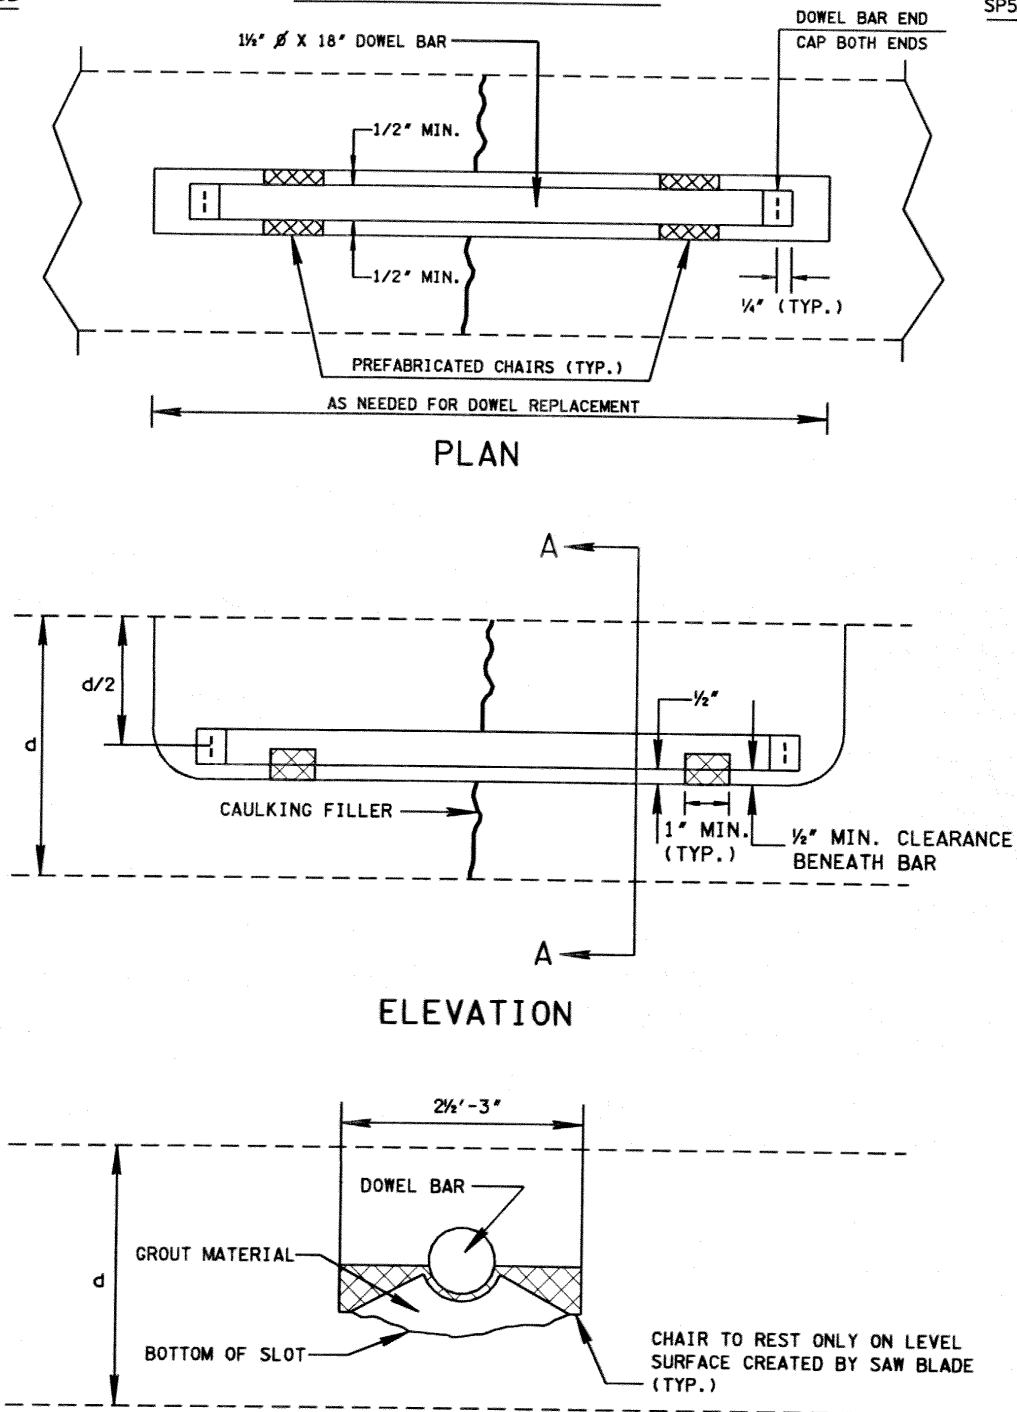 SP5
DOWEL BAR END
CAP BOTH ENDS
1½" Ø X 18" DOWEL BAR
1/2" MIN.
1/2" MIN.
¼" (TYP.)
PREFABRICATED CHAIRS (TYP.)
AS NEEDED FOR DOWEL REPLACEMENT
PLAN
A
d/2
d
½"
CAULKING FILLER
1" MIN.
(TYP.)
½" MIN. CLEARANCE
BENEATH BAR
A
ELEVATION
2½'-3"
DOWEL BAR
GROUT MATERIAL
d
BOTTOM OF SLOT
CHAIR TO REST ONLY ON LEVEL
SURFACE CREATED BY SAW BLADE
(TYP.)